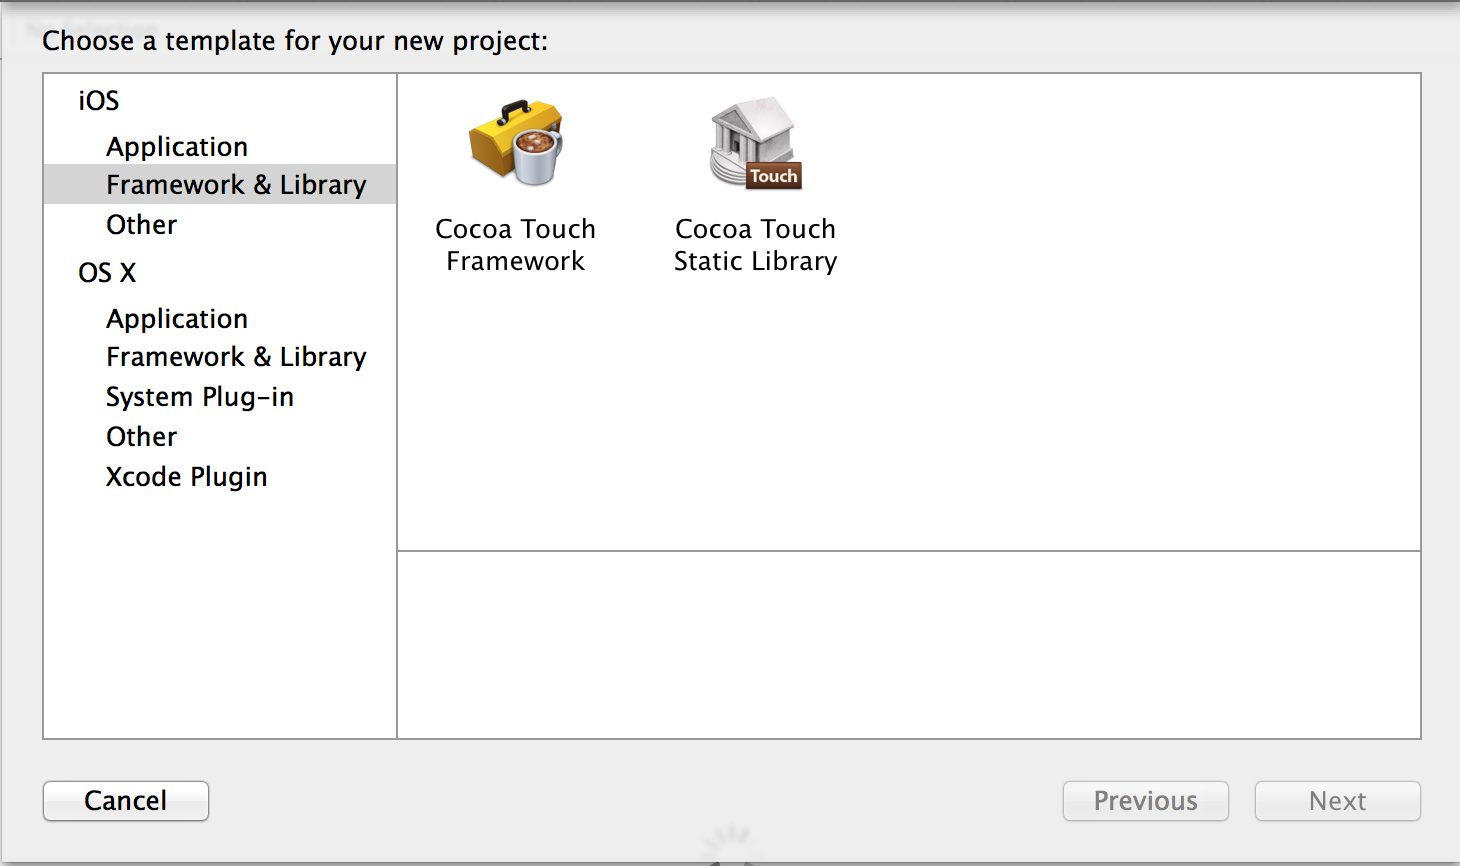 Choose a template for your new project:
iOS
Application
Framework & Library
Other
OS X
Application
Framework & Library
System Plug-in
Other
Xcode Plugin
Touch
Cocoa Touch
Framework
Cocoa Touch
Static Library
Cancel
Previous
Next